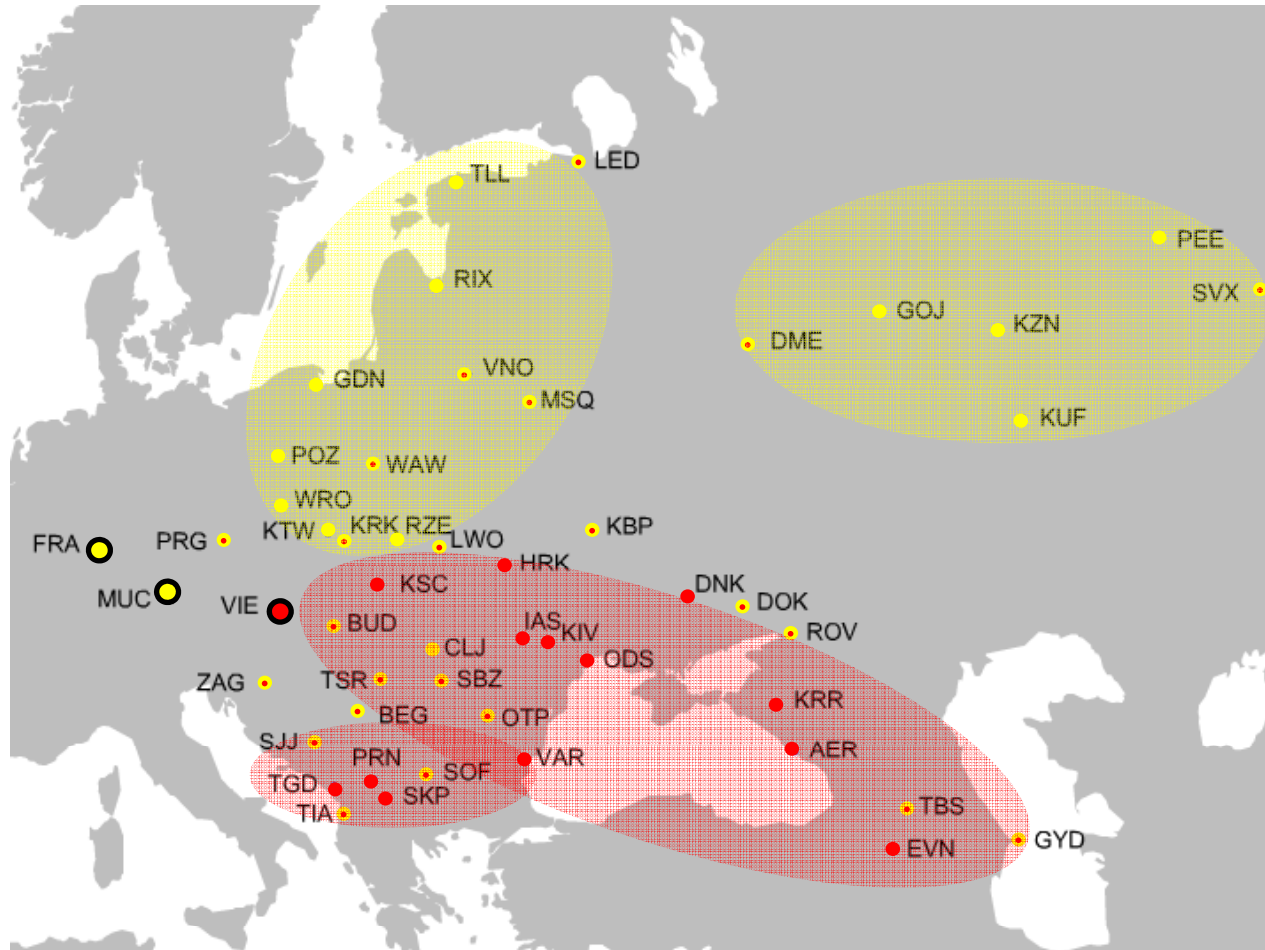 LED
TLL
PEE
RIX
SVX
GOJ
KZN
DME
VNO
GDN
MSQ
KUF
POZ
WAW
WRO
KTW
KRK
RZE
KBP
FRA
PRG
LWO
HRK
MUC
KSC
DNK
VIE
DOK
BUD
IAS
KIV
ROV
CLJ
ODS
ZAG
TSR
SBZ
KRR
BEG
OTP
SJJ
AER
PRN
VAR
TGD
SOF
SKP
TIA
TBS
GYD
EVN